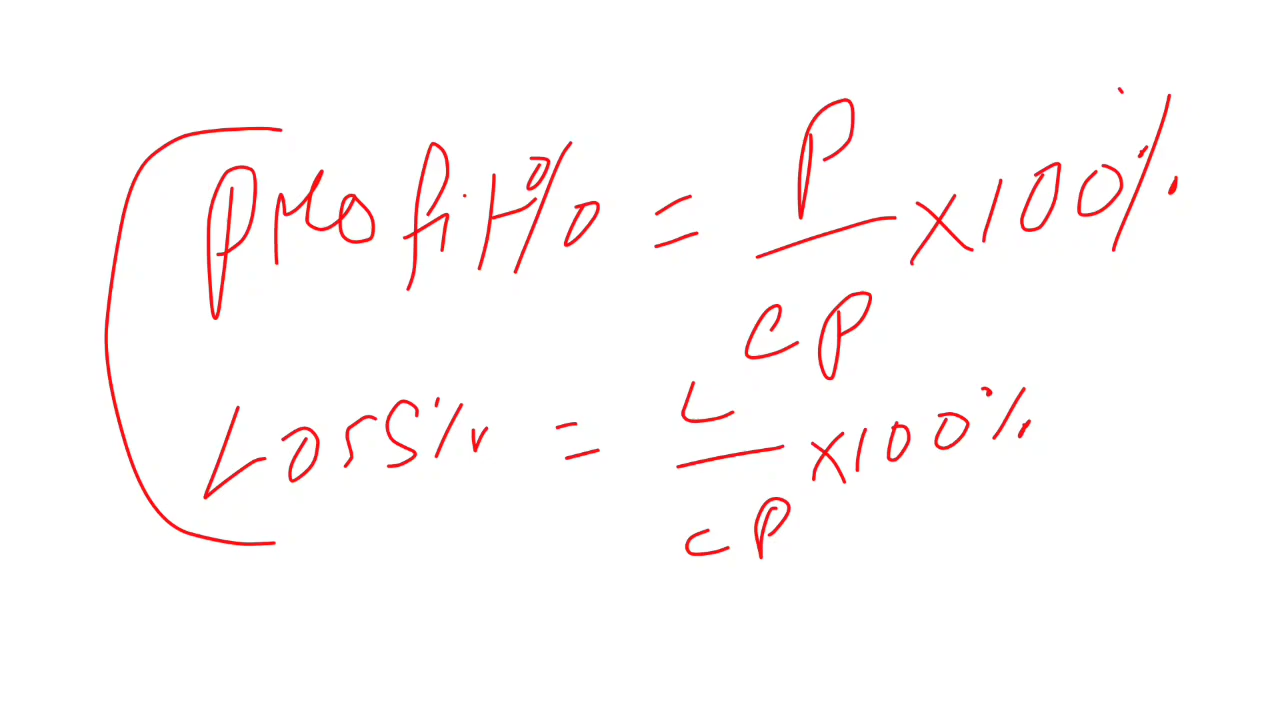 Profit% = P/CP ×100%
Loss% = L/CP ×100%